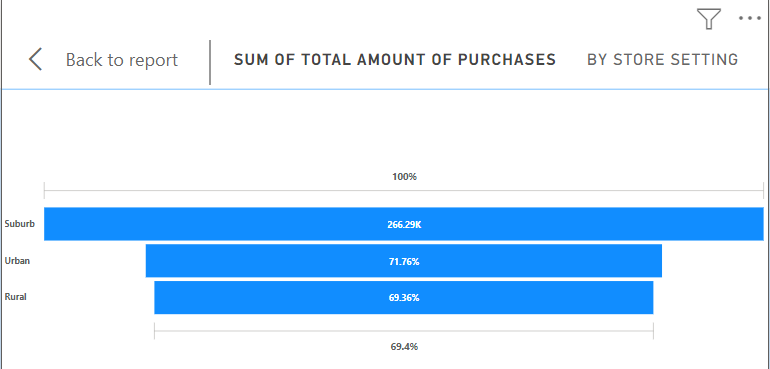 Back to report
SUM OF TOTAL AMOUNT OF PURCHASES
BY STORE SETTING
100%
Suburb
266.29K
Urban
71.76%
Rural
69.36%
69.4%